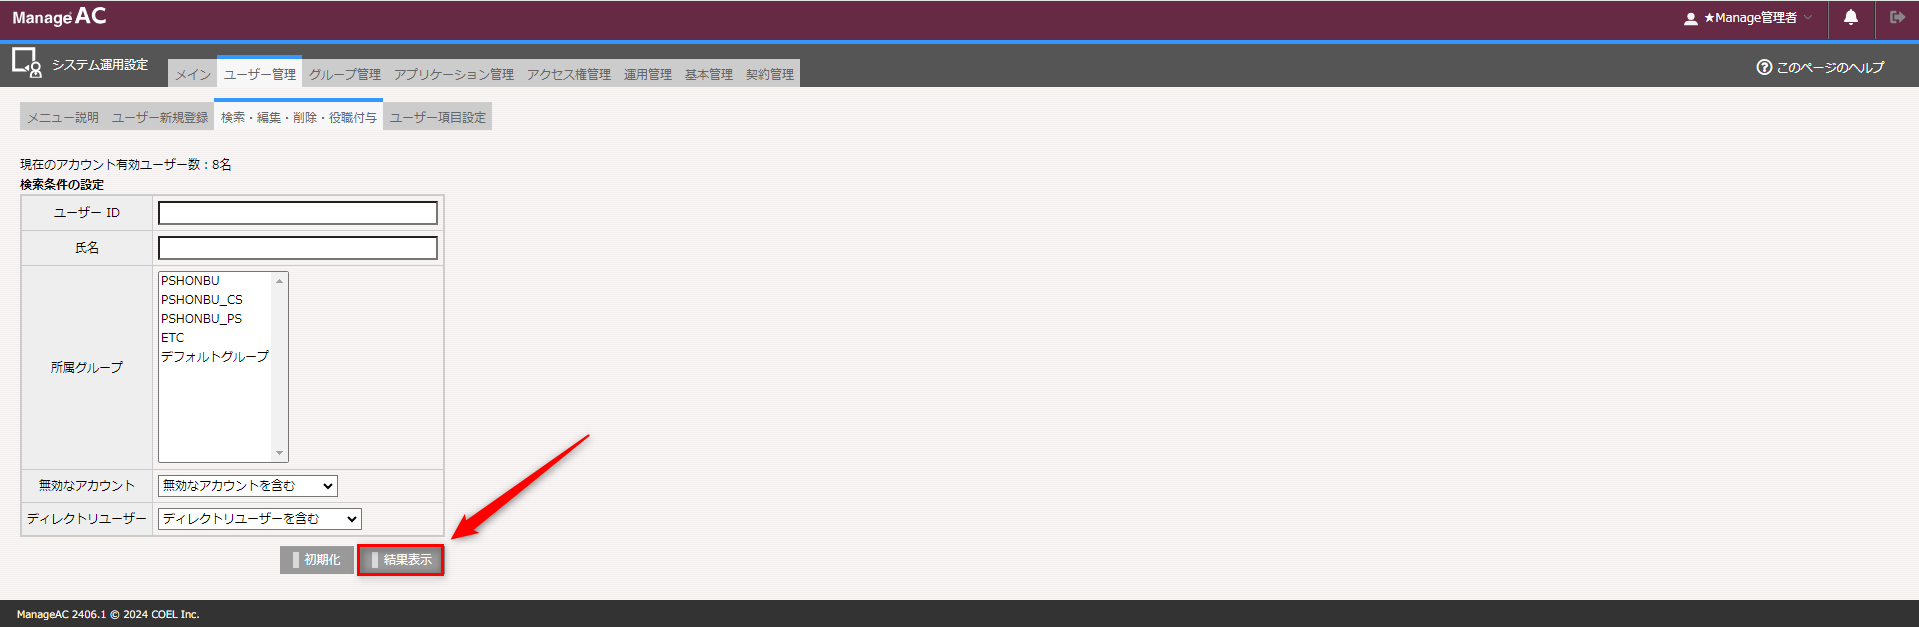 ManageAC
★Manage管理者
システム運用設定
メイン ユーザー管理 グループ管理 アプリケーション管理 アクセス権管理 運用管理 基本管理 契約管理
このページのヘルプ
メニュー説明 ユーザー新規登録 検索・編集・削除・役職付与 ユーザー項目設定
現在のアカウント有効ユーザー数：8名
検索条件の設定
ユーザー ID
氏名
所属グループ
PSHONBU
PSHONBU_CS
PSHONBU_PS
ETC
デフォルトグループ
無効なアカウント 無効なアカウントを含む
ディレクトリユーザー ディレクトリユーザーを含む
初期化 結果表示
ManageAC 2406.1 © 2024 COEL Inc.